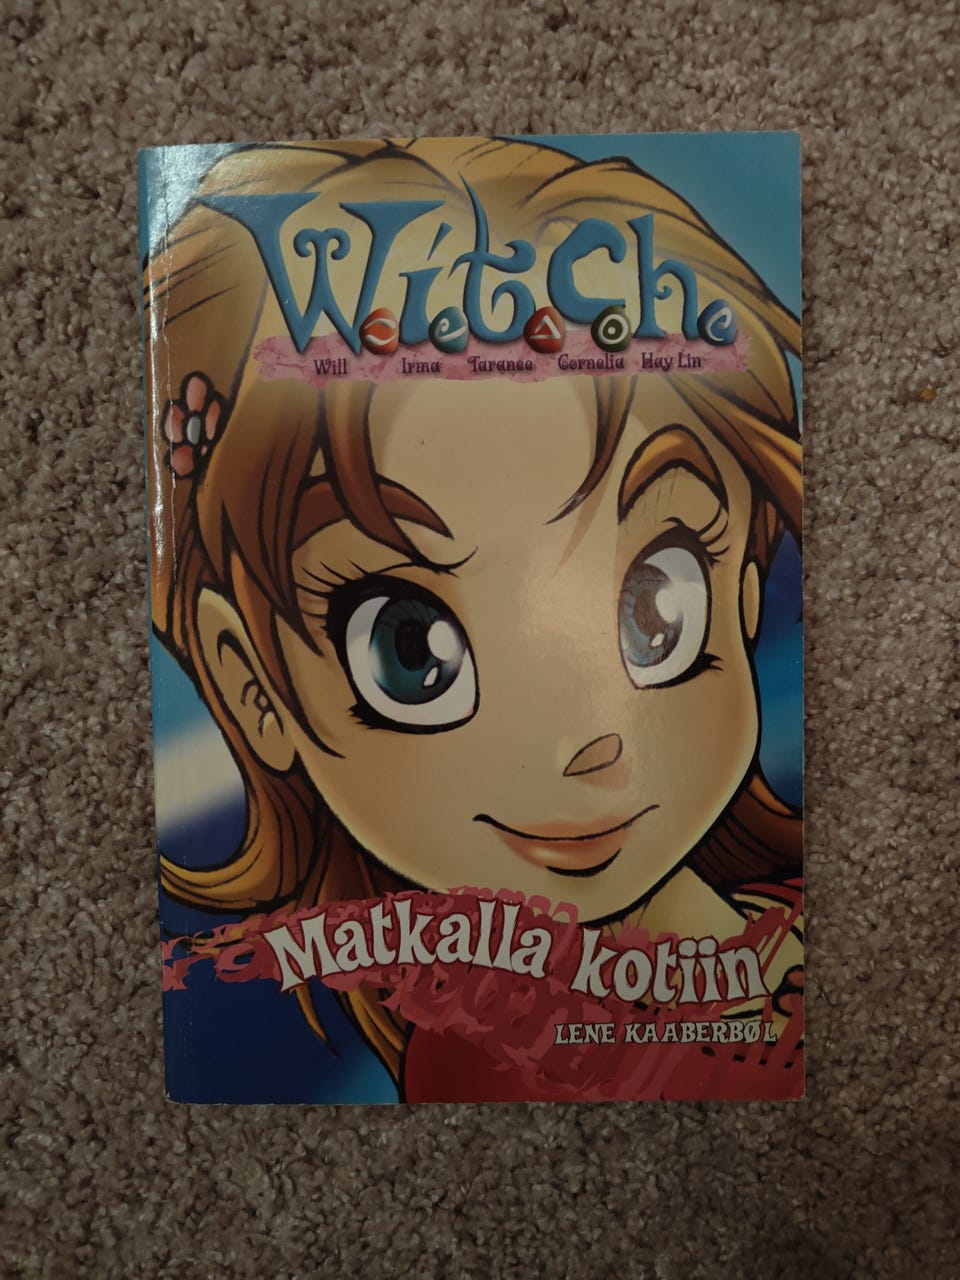 W.i.t.c.h.
Will Irma Taranee Cornelia Hay Lin
Matkalla kotiin
LENE KAABERBØL